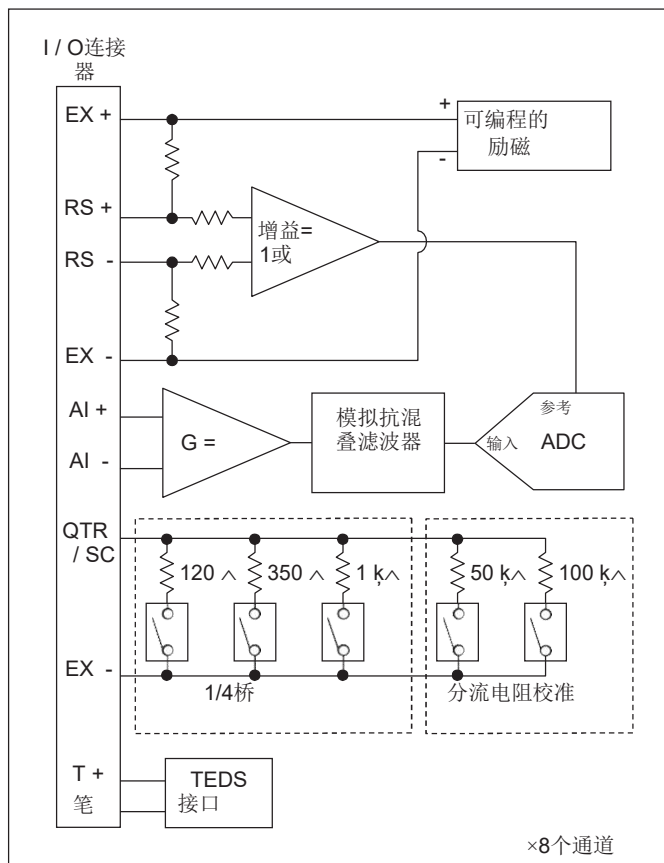 I / O连接
器
EX +
RS +
RS -
EX -
AI +
AI -
QTR
/ SC
EX -
T +
笔
+
-
可编程的
励磁
增益=
1或
G =
模拟抗混
叠滤波器
参考
输入
ADC
120 ㅅ
350 ㅅ
1 kㅅ
50 kㅅ
100 kㅅ
1/4桥
分流电阻校准
TEDS
接口
×8个通道